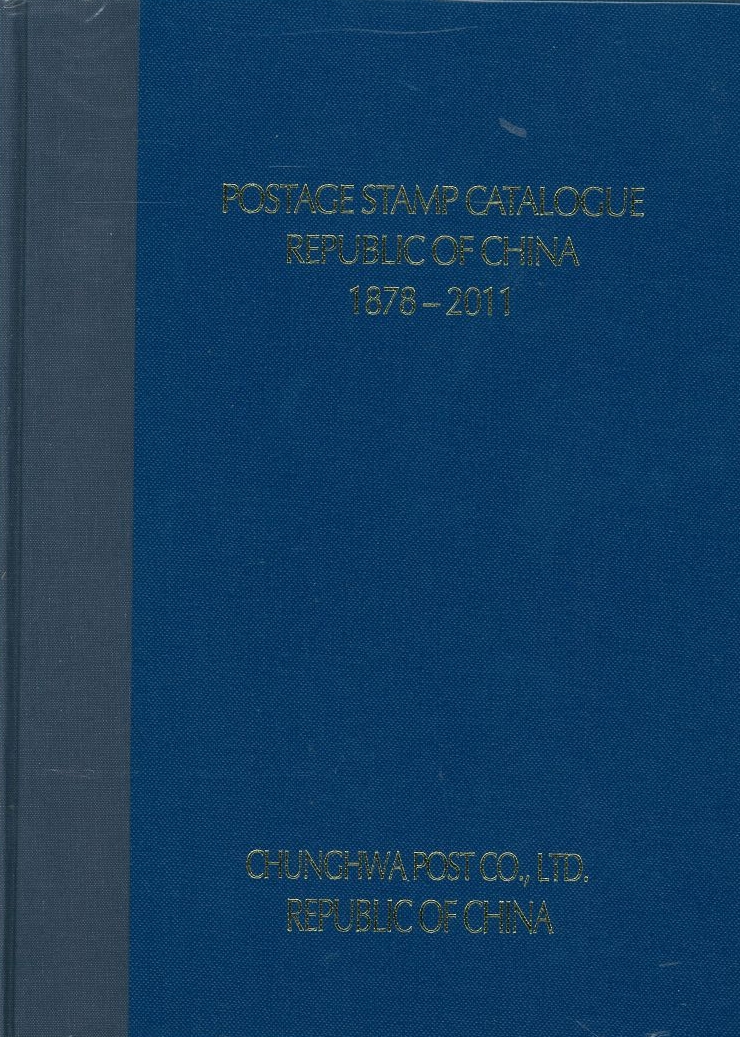 POSTAGE STAMP CATALOGUE
REPUBLIC OF CHINA
1878–2011
CHUNGHWA POST CO., LTD.
REPUBLIC OF CHINA